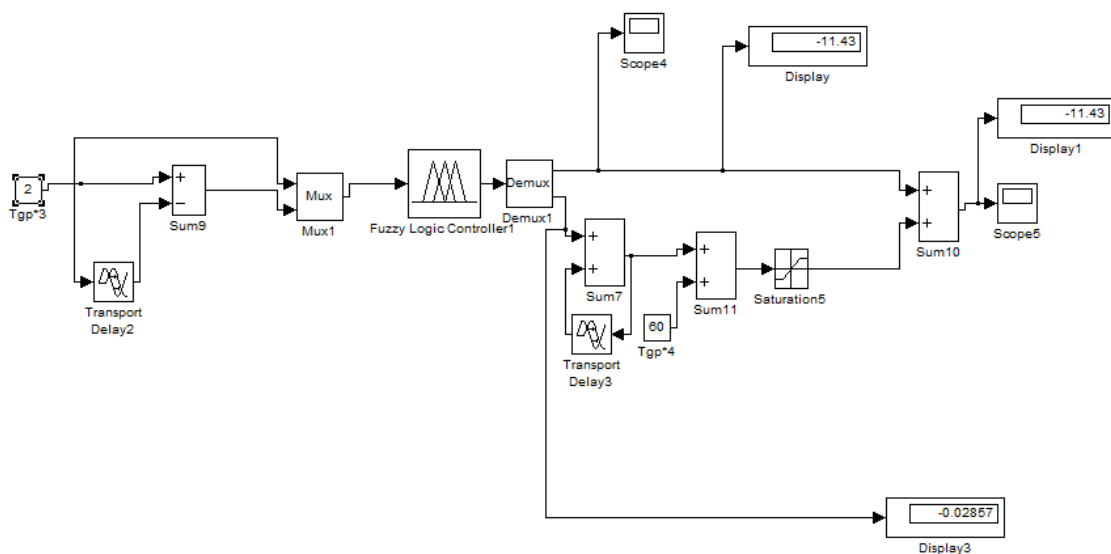 -11.43
Scope4
Display
-11.43
Display1
2
Tgp*3
Sum9
Mux
Mux1
Fuzzy Logic Controller1
Demux
Demux1
Sum10
Scope5
Transport
Delay2
Sum7
Sum11
Saturation5
60
Tgp*4
Transport
Delay3
-0.02857
Display3